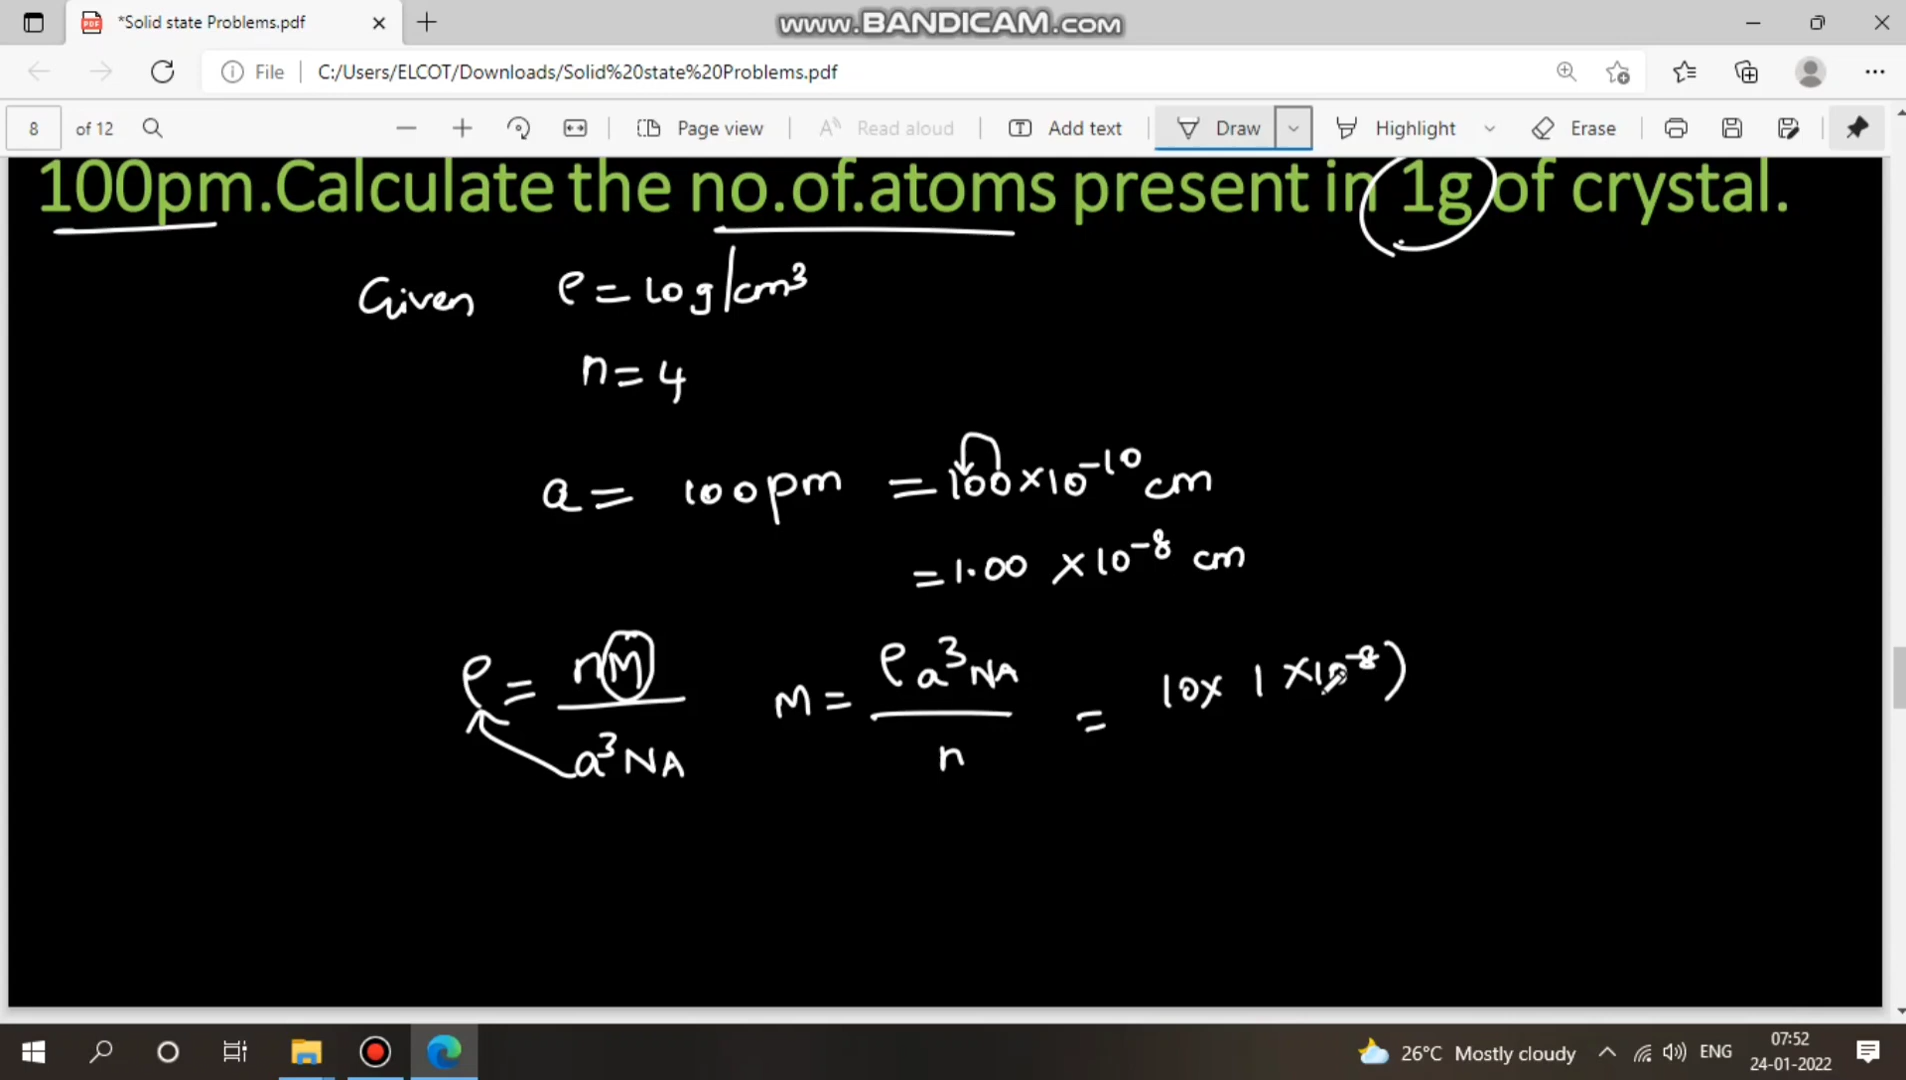 *Solid state Problems.pdf
www.BANDICAM.com
File | C:/Users/ELCOT/Downloads/Solid%20state%20Problems.pdf
8 of 12 Page view Read aloud Add text Draw Highlight Erase
100pm.Calculate the no.of.atoms present in 1g of crystal.
Given ρ = 10g/cm³
n = 4
a = 100pm = 100×10⁻¹⁰ cm
= 1.00 ×10⁻⁸ cm
ρ = nM / a³NA M = ρa³NA / n = 10× 1 ×10⁻⁸)
26°C Mostly cloudy ENG 07:52
24-01-2022